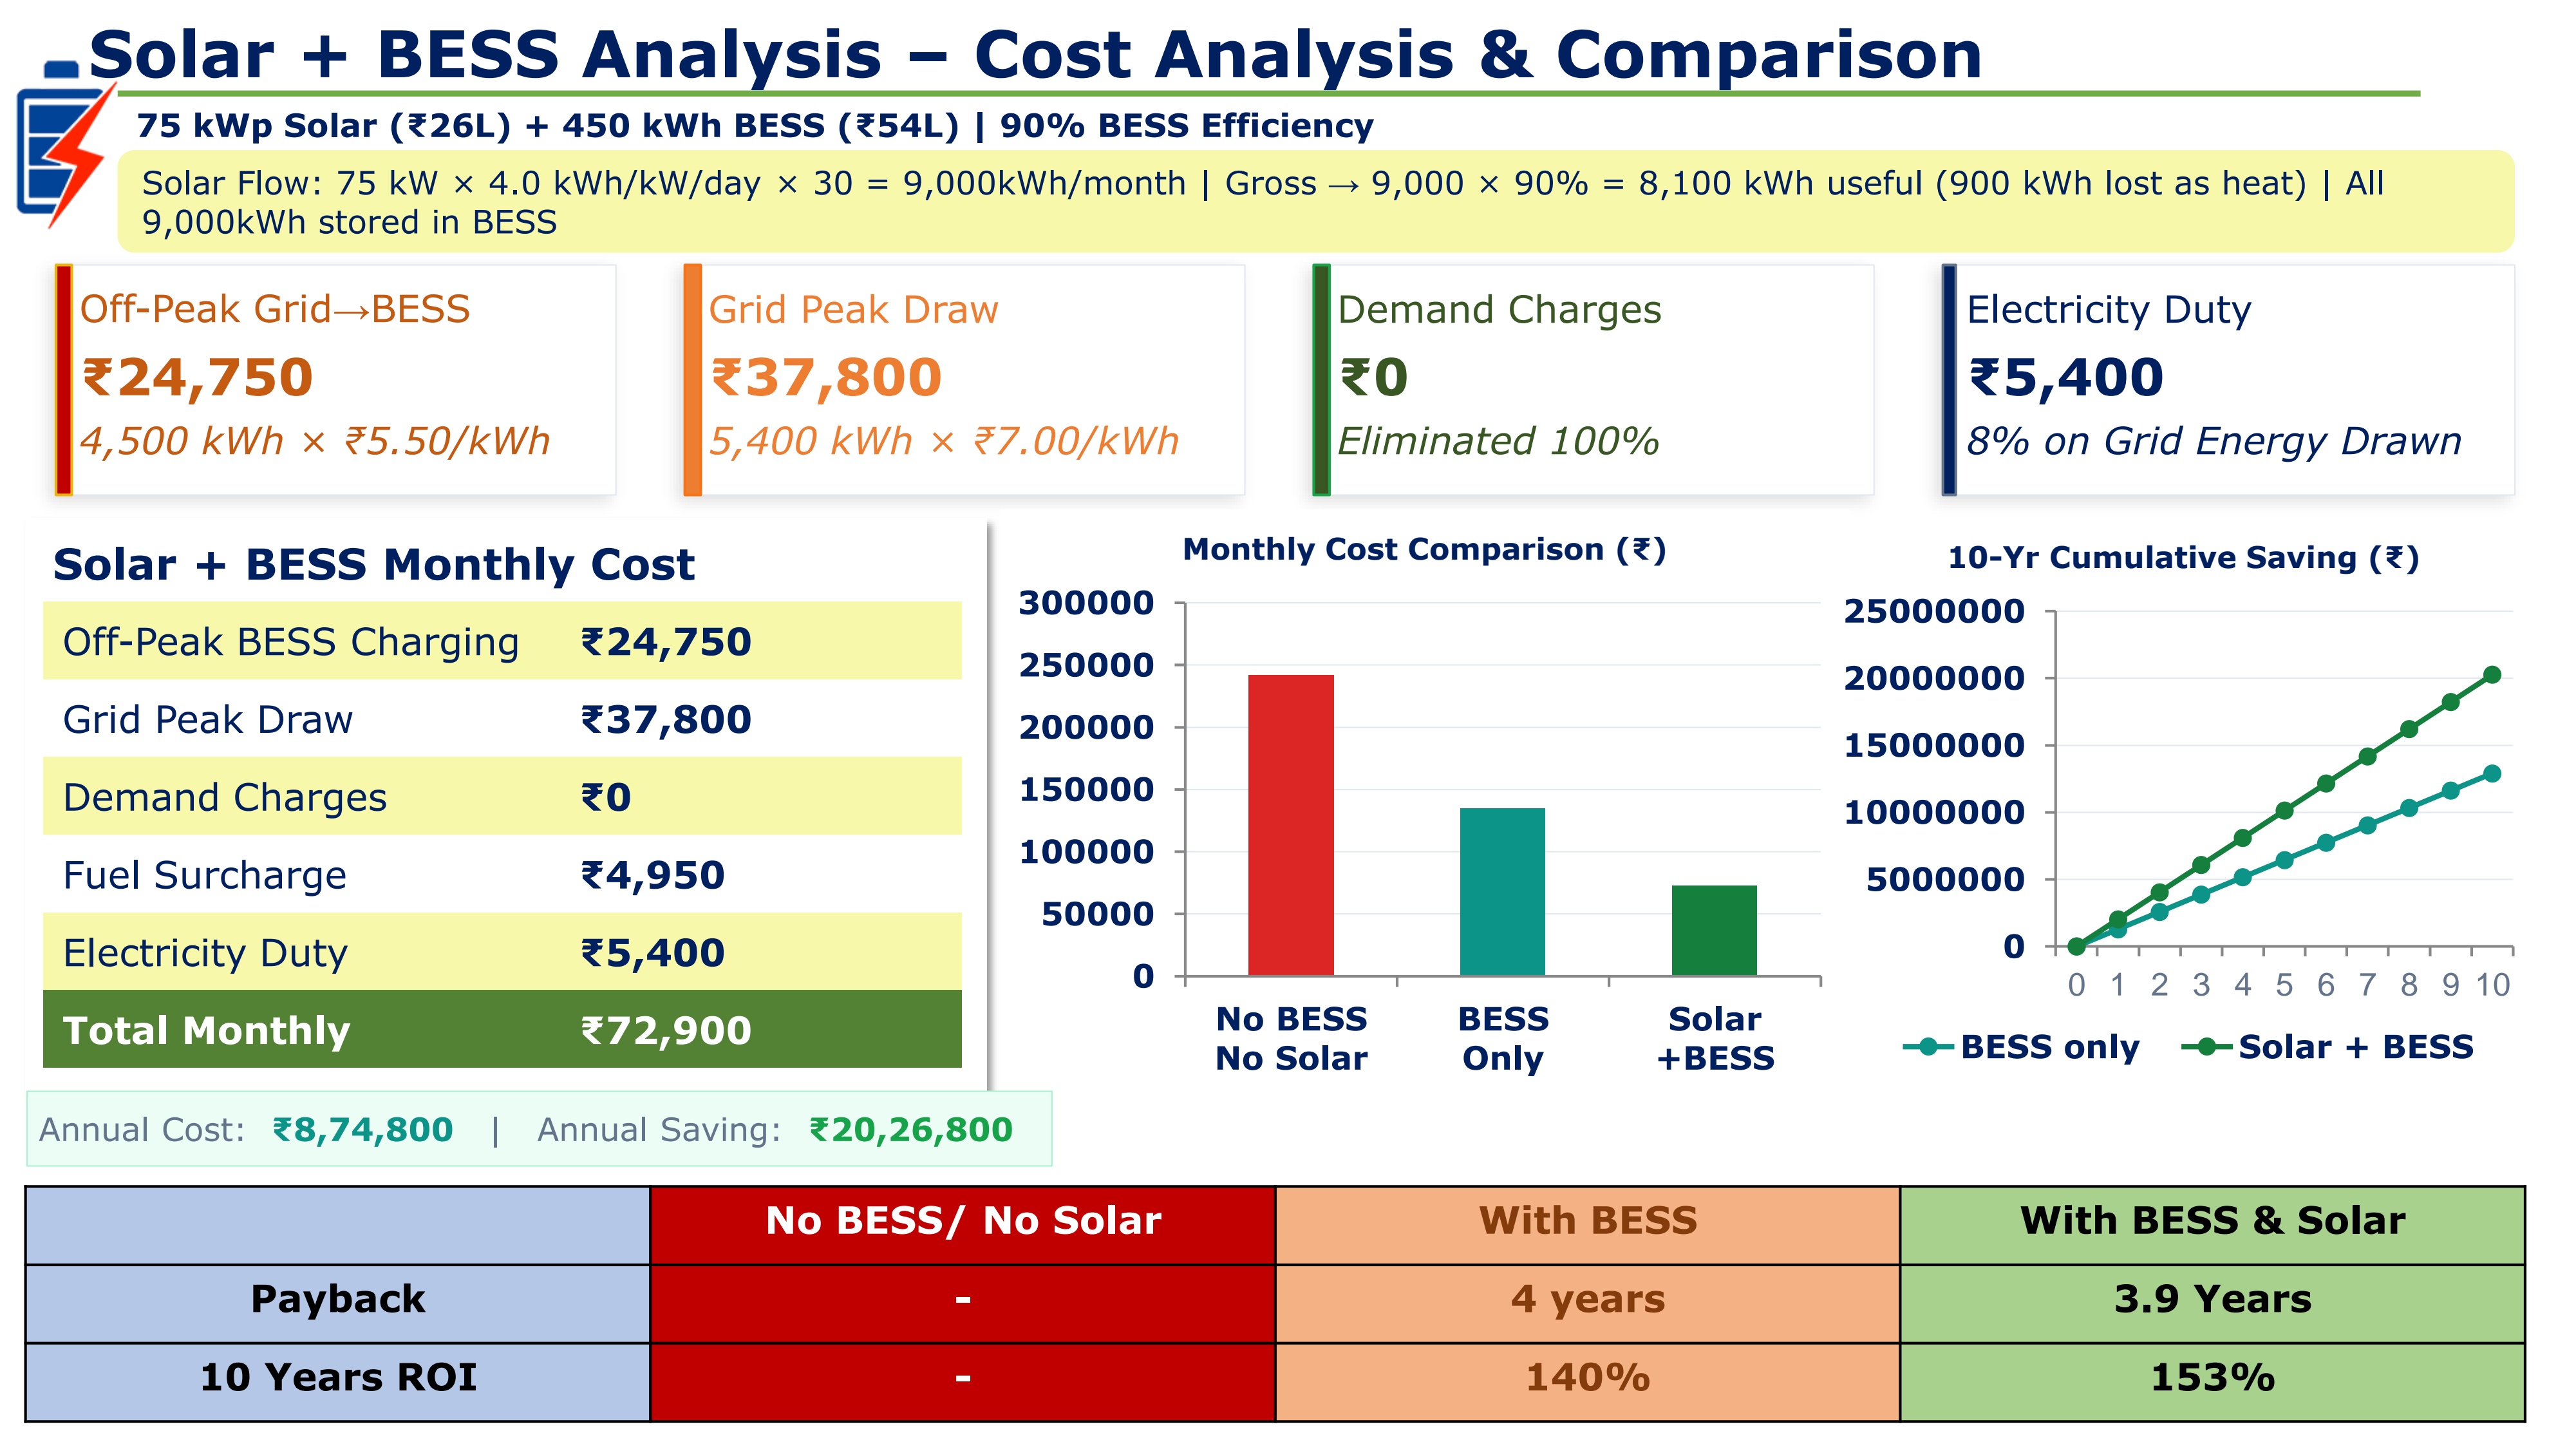 Solar + BESS Analysis – Cost Analysis & Comparison
75 kWp Solar (₹26L) + 450 kWh BESS (₹54L) | 90% BESS Efficiency
Solar Flow: 75 kW × 4.0 kWh/kW/day × 30 = 9,000kWh/month | Gross → 9,000 × 90% = 8,100 kWh useful (900 kWh lost as heat) | All
9,000kWh stored in BESS
Off-Peak Grid→BESS
₹24,750
4,500 kWh × ₹5.50/kWh
Grid Peak Draw
₹37,800
5,400 kWh × ₹7.00/kWh
Demand Charges
₹0
Eliminated 100%
Electricity Duty
₹5,400
8% on Grid Energy Drawn
Solar + BESS Monthly Cost
Off-Peak BESS Charging ₹24,750
Grid Peak Draw ₹37,800
Demand Charges ₹0
Fuel Surcharge ₹4,950
Electricity Duty ₹5,400
Total Monthly ₹72,900
Annual Cost: ₹8,74,800 | Annual Saving: ₹20,26,800
Monthly Cost Comparison (₹)
300000
250000
200000
150000
100000
50000
0
No BESS
No Solar
BESS
Only
Solar
+BESS
10-Yr Cumulative Saving (₹)
25000000
20000000
15000000
10000000
5000000
0
0 1 2 3 4 5 6 7 8 9 10
BESS only Solar + BESS
No BESS/ No Solar With BESS With BESS & Solar
Payback - 4 years 3.9 Years
10 Years ROI - 140% 153%